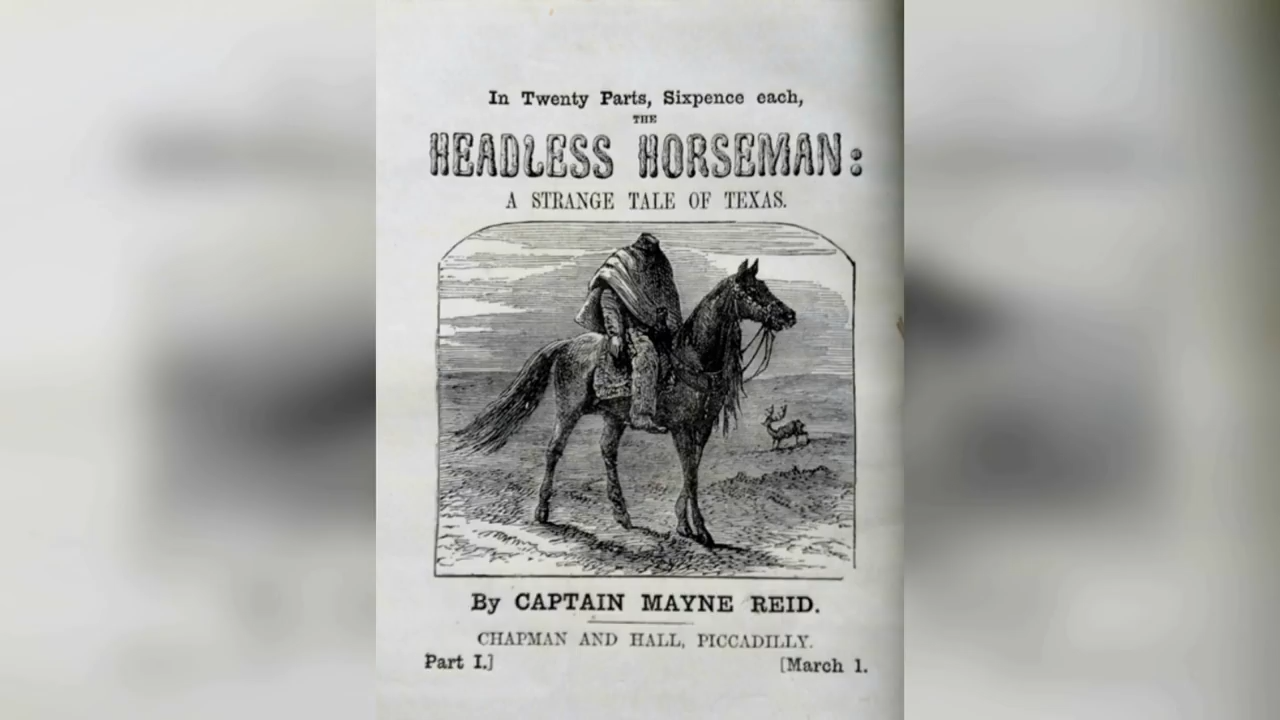 In Twenty Parts, Sixpence each,
THE
HEADLESS HORSEMAN:
A STRANGE TALE OF TEXAS.
By CAPTAIN MAYNE REID.
CHAPMAN AND HALL, PICCADILLY.
Part I.] [March 1.